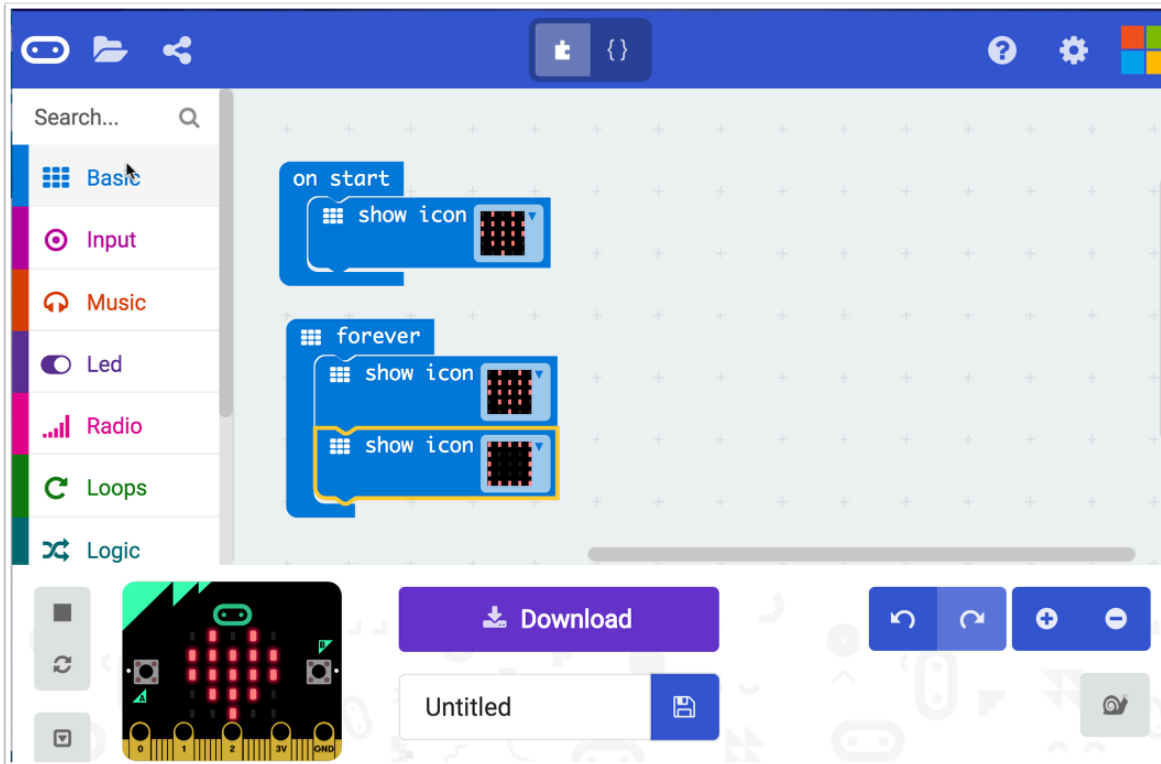 { }
?
Search...
Basic
Input
Music
Led
Radio
Loops
Logic
on start
show icon
forever
show icon
show icon
B
A
0 1 2 3V GND
Download
Untitled